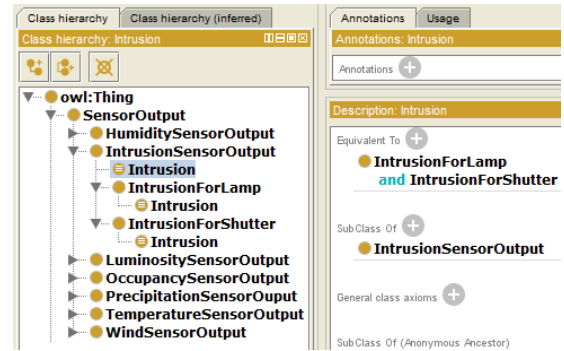 Class hierarchy
Class hierarchy (inferred)
Class hierarchy: Intrusion
owl:Thing
SensorOutput
HumiditySensorOutput
IntrusionSensorOutput
Intrusion
IntrusionForLamp
Intrusion
IntrusionForShutter
Intrusion
LuminositySensorOutput
OccupancySensorOutput
PrecipitationSensorOuput
TemperatureSensorOutput
WindSensorOutput
Annotations
Usage
Annotations: Intrusion
Annotations
Description: Intrusion
Equivalent To
IntrusionForLamp
and IntrusionForShutter
SubClass Of
IntrusionSensorOutput
General class axioms
SubClass Of (Anonymous Ancestor)